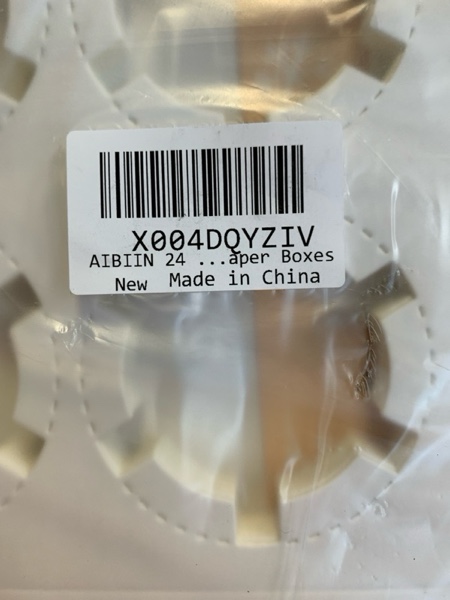 X004DQYZIV
AIBIIN 24 ...aper Boxes
New Made in China